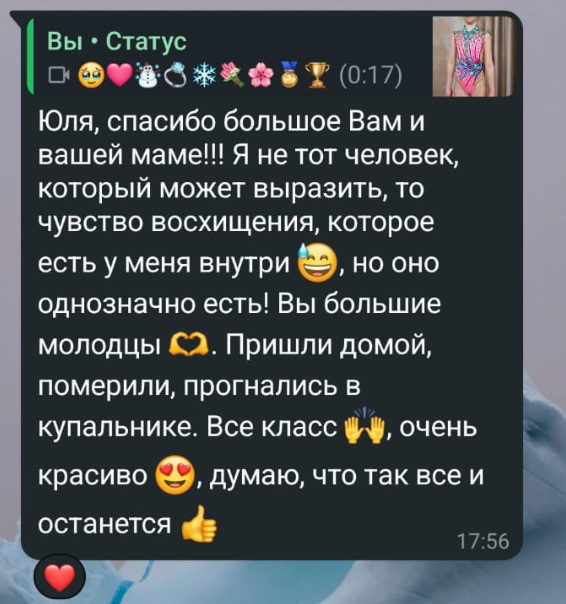 Вы • Статус
🥹💗☃️💍❄️💐🌸🏅🏆 (0:17)
Юля, спасибо большое Вам и
вашей маме!!! Я не тот человек,
который может выразить, то
чувство восхищения, которое
есть у меня внутри 😅, но оно
однозначно есть! Вы большие
молодцы 🫶. Пришли домой,
померили, прогнались в
купальнике. Все класс 🙌, очень
красиво 😍, думаю, что так все и
останется 👍
17:56
❤️